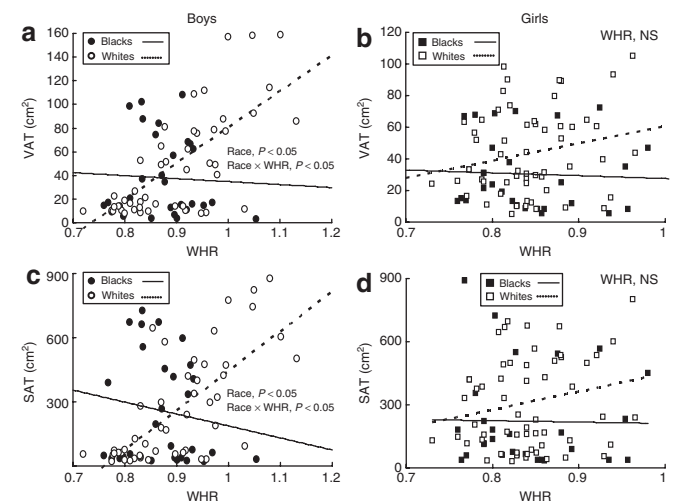 Boys
Girls
a
160
140
120
100
80
60
40
20
0
VAT (cm²)
Blacks
Whites
Race, P < 0.05
Race × WHR, P < 0.05
0.7 0.8 0.9 1 1.1 1.2
WHR
b
120
100
80
60
40
20
0
VAT (cm²)
Blacks
Whites
WHR, NS
0.7 0.8 0.9 1
WHR
c
900
600
300
SAT (cm²)
Blacks
Whites
Race, P < 0.05
Race × WHR, P < 0.05
0.7 0.8 0.9 1 1.1 1.2
WHR
d
900
600
300
0
SAT (cm²)
Blacks
Whites
WHR, NS
0.7 0.8 0.9 1
WHR